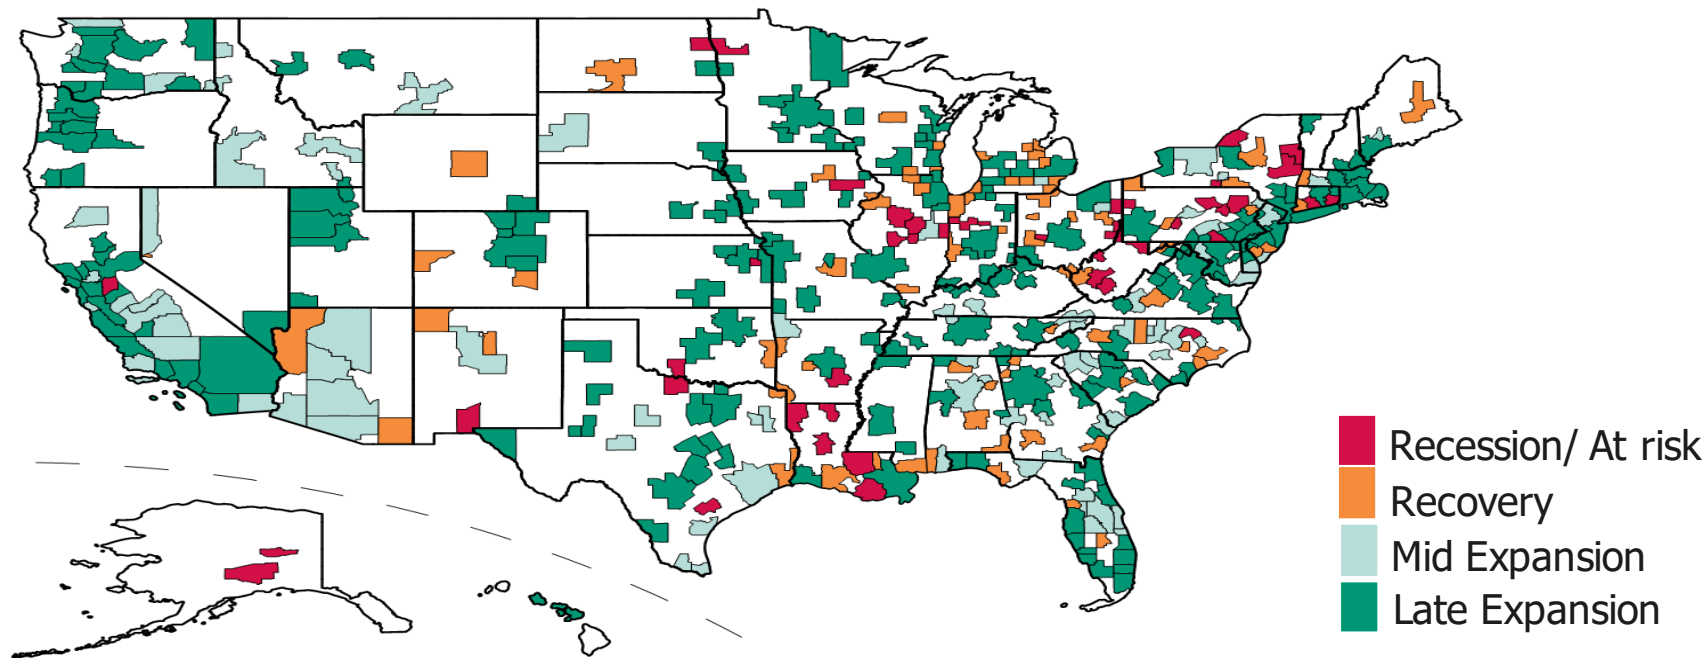 Recession/ At risk
Recovery
Mid Expansion
Late Expansion